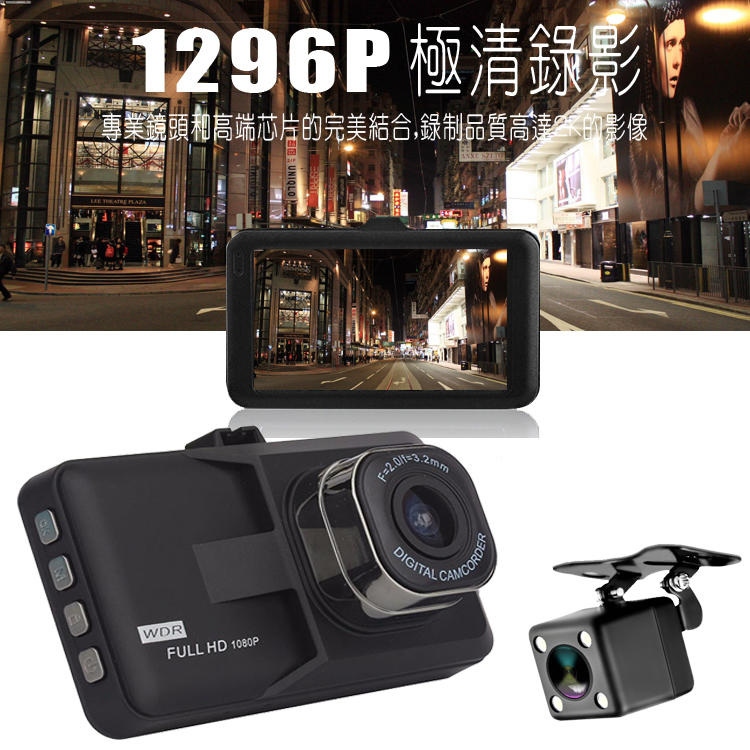 1296P 極清錄影
專業鏡頭和高端芯片的完美結合,錄制品質高達2K的影像
LEE THEATRE PLAZA
ANNE
F=2.0/f=3.2mm
DIGITAL CAMCORDER
OK
M
WDR
FULL HD 1080P